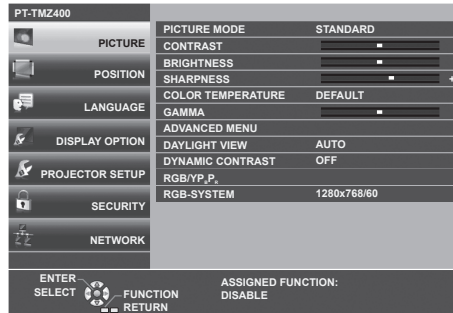 PT-TMZ400
PICTURE
POSITION
LANGUAGE
DISPLAY OPTION
PROJECTOR SETUP
SECURITY
NETWORK
PICTURE MODE STANDARD
CONTRAST
BRIGHTNESS
SHARPNESS +
COLOR TEMPERATURE DEFAULT
GAMMA
ADVANCED MENU
DAYLIGHT VIEW AUTO
DYNAMIC CONTRAST OFF
RGB/YPBPR
RGB-SYSTEM 1280x768/60
ENTER
SELECT
FUNCTION
RETURN
ASSIGNED FUNCTION:
DISABLE